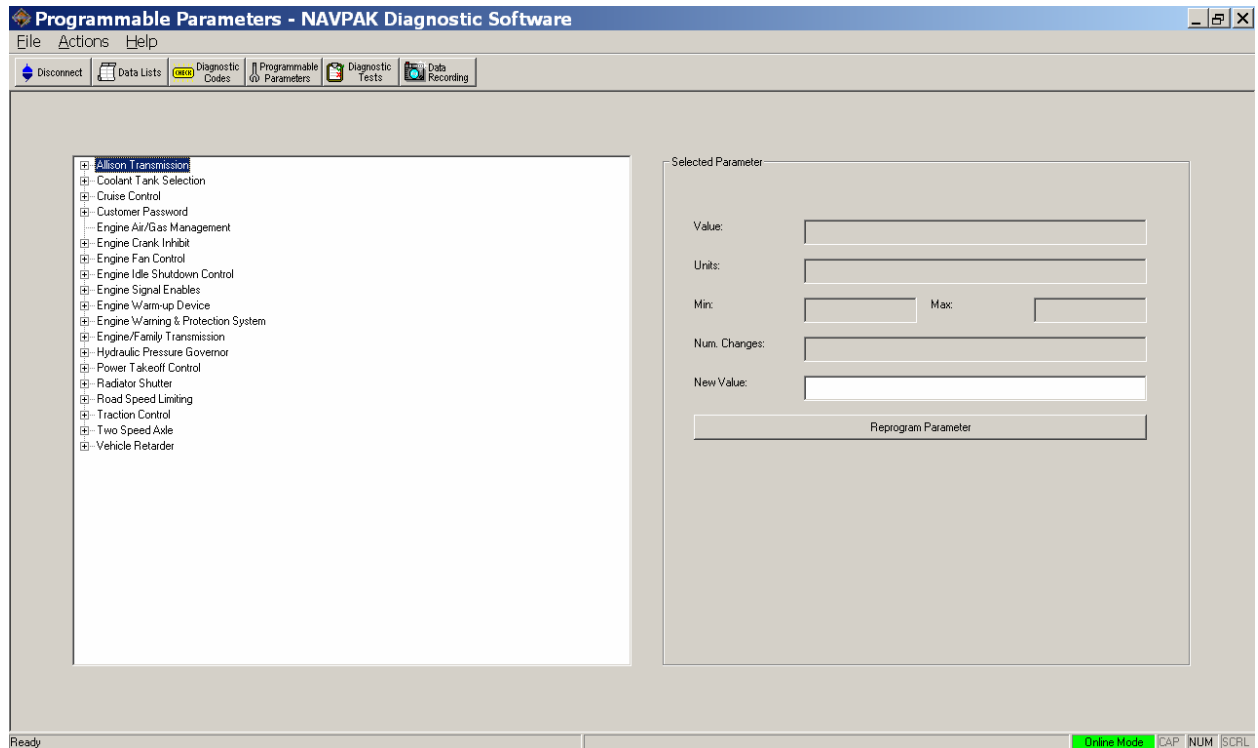 Programmable Parameters - NAVPAK Diagnostic Software
File Actions Help
Disconnect
Data Lists
CHECK
Diagnostic
Codes
Programmable
Parameters
Diagnostic
Tests
Data
Recording
Allison Transmission
Coolant Tank Selection
Cruise Control
Customer Password
Engine Air/Gas Management
Engine Crank Inhibit
Engine Fan Control
Engine Idle Shutdown Control
Engine Signal Enables
Engine Warm-up Device
Engine Warning & Protection System
Engine/Family Transmission
Hydraulic Pressure Governor
Power Takeoff Control
Radiator Shutter
Road Speed Limiting
Traction Control
Two Speed Axle
Vehicle Retarder
Selected Parameter
Value:
Units:
Min: Max:
Num. Changes:
New Value:
Reprogram Parameter
Ready Online Mode CAP NUM SCRL